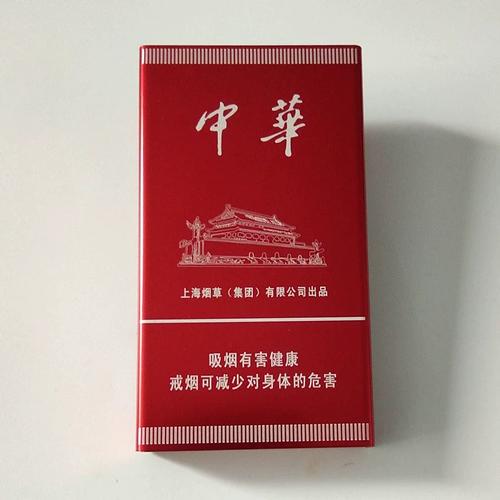 中華
上海烟草（集团）有限公司出品
吸烟有害健康
戒烟可减少对身体的危害